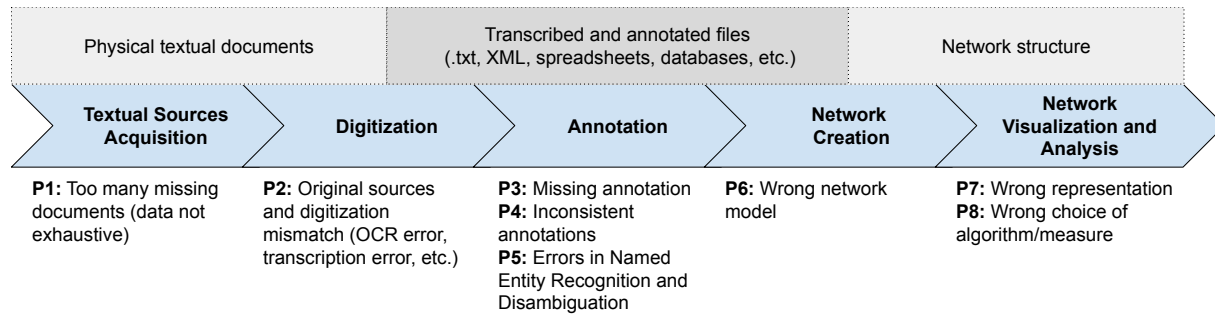 Physical textual documents
Transcribed and annotated files
(.txt, XML, spreadsheets, databases, etc.)
Network structure
Textual Sources
Acquisition
Digitization
Annotation
Network
Creation
Network
Visualization and
Analysis
P1: Too many missing
documents (data not
exhaustive)
P2: Original sources
and digitization
mismatch (OCR error,
transcription error, etc.)
P3: Missing annotation
P4: Inconsistent
annotations
P5: Errors in Named
Entity Recognition and
Disambiguation
P6: Wrong network
model
P7: Wrong representation
P8: Wrong choice of
algorithm/measure